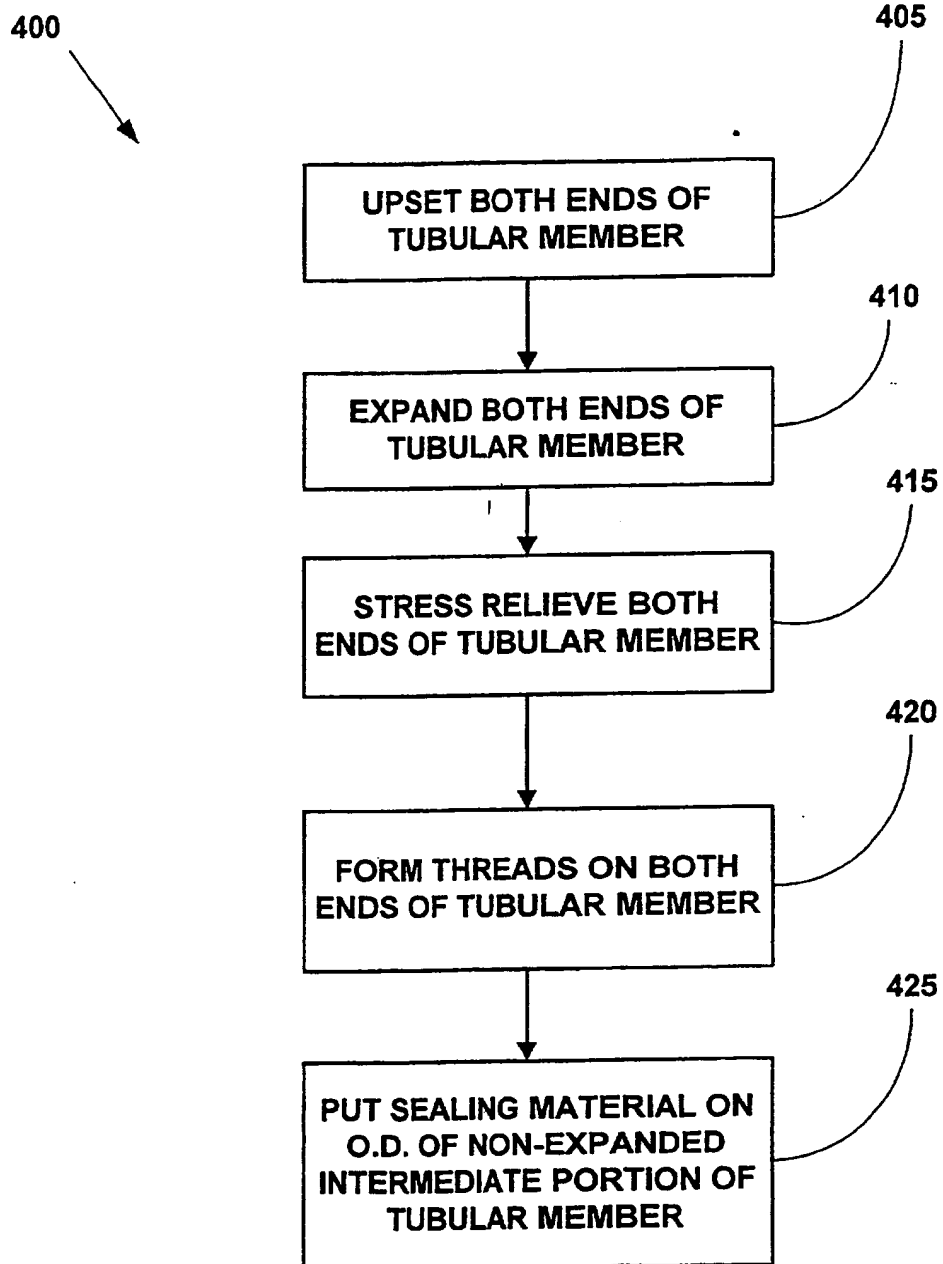 400
405
UPSET BOTH ENDS OF
TUBULAR MEMBER
410
EXPAND BOTH ENDS OF
TUBULAR MEMBER
415
STRESS RELIEVE BOTH
ENDS OF TUBULAR MEMBER
420
FORM THREADS ON BOTH
ENDS OF TUBULAR MEMBER
425
PUT SEALING MATERIAL ON
O.D. OF NON-EXPANDED
INTERMEDIATE PORTION OF
TUBULAR MEMBER